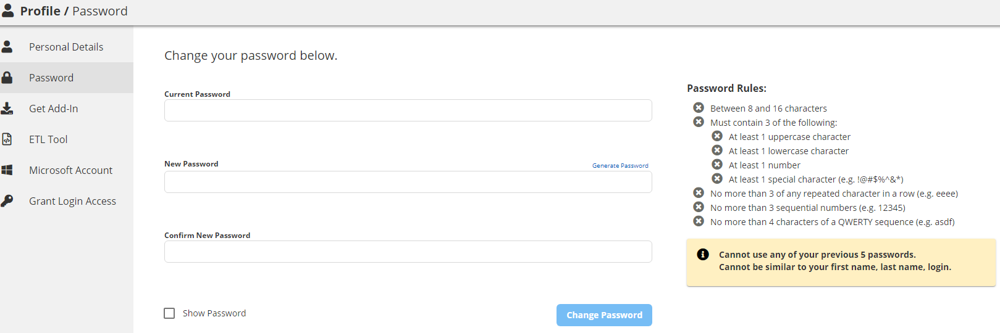 Profile / Password
Personal Details
Password
Get Add-In
ETL Tool
Microsoft Account
Grant Login Access
Change your password below.
Current Password
New Password
Generate Password
Confirm New Password
Show Password
Change Password
Password Rules:
Between 8 and 16 characters
Must contain 3 of the following:
At least 1 uppercase character
At least 1 lowercase character
At least 1 number
At least 1 special character (e.g. !@#$%^&*)
No more than 3 of any repeated character in a row (e.g. eeee)
No more than 3 sequential numbers (e.g. 12345)
No more than 4 characters of a QWERTY sequence (e.g. asdf)
Cannot use any of your previous 5 passwords.
Cannot be similar to your first name, last name, login.